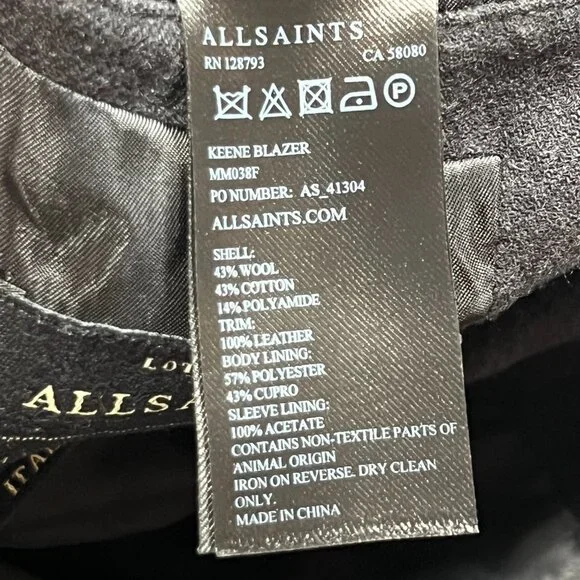 ALLSAINTS
RN 128793 CA 58080
P
KEENE BLAZER
MM038F
PO NUMBER: AS_41304
ALLSAINTS.COM
SHELL:
43% WOOL
43% COTTON
14% POLYAMIDE
TRIM:
100% LEATHER
BODY LINING:
57% POLYESTER
43% CUPRO
SLEEVE LINING:
100% ACETATE
CONTAINS NON-TEXTILE PARTS OF
ANIMAL ORIGIN
IRON ON REVERSE. DRY CLEAN
ONLY.
MADE IN CHINA
LOT
ALLSA
ITAL